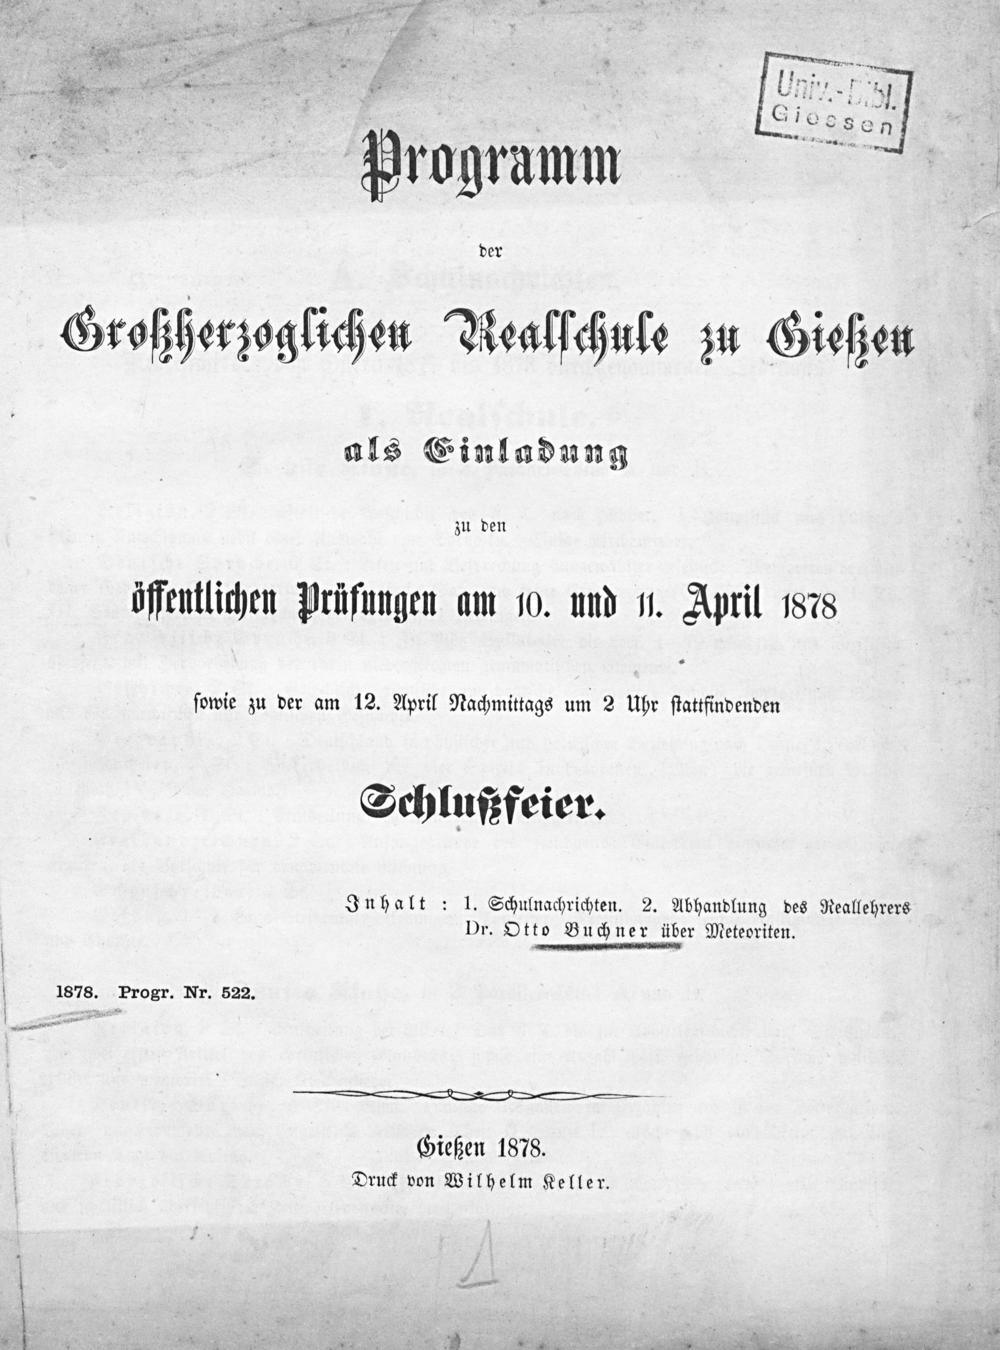 Univ.-Bibl.
Giessen
Programm
der
Großherzoglichen Realschule zu Gießen
als Einladung
zu den
öffentlichen Prüfungen am 10. und 11. April 1878
sowie zu der am 12. April Nachmittags um 2 Uhr stattfindenden
Schlußfeier.
Inhalt: 1. Schulnachrichten. 2. Abhandlung des Reallehrers
Dr. Otto Buchner über Meteoriten.
1878. Progr. Nr. 522.
Gießen 1878.
Druck von Wilhelm Keller.